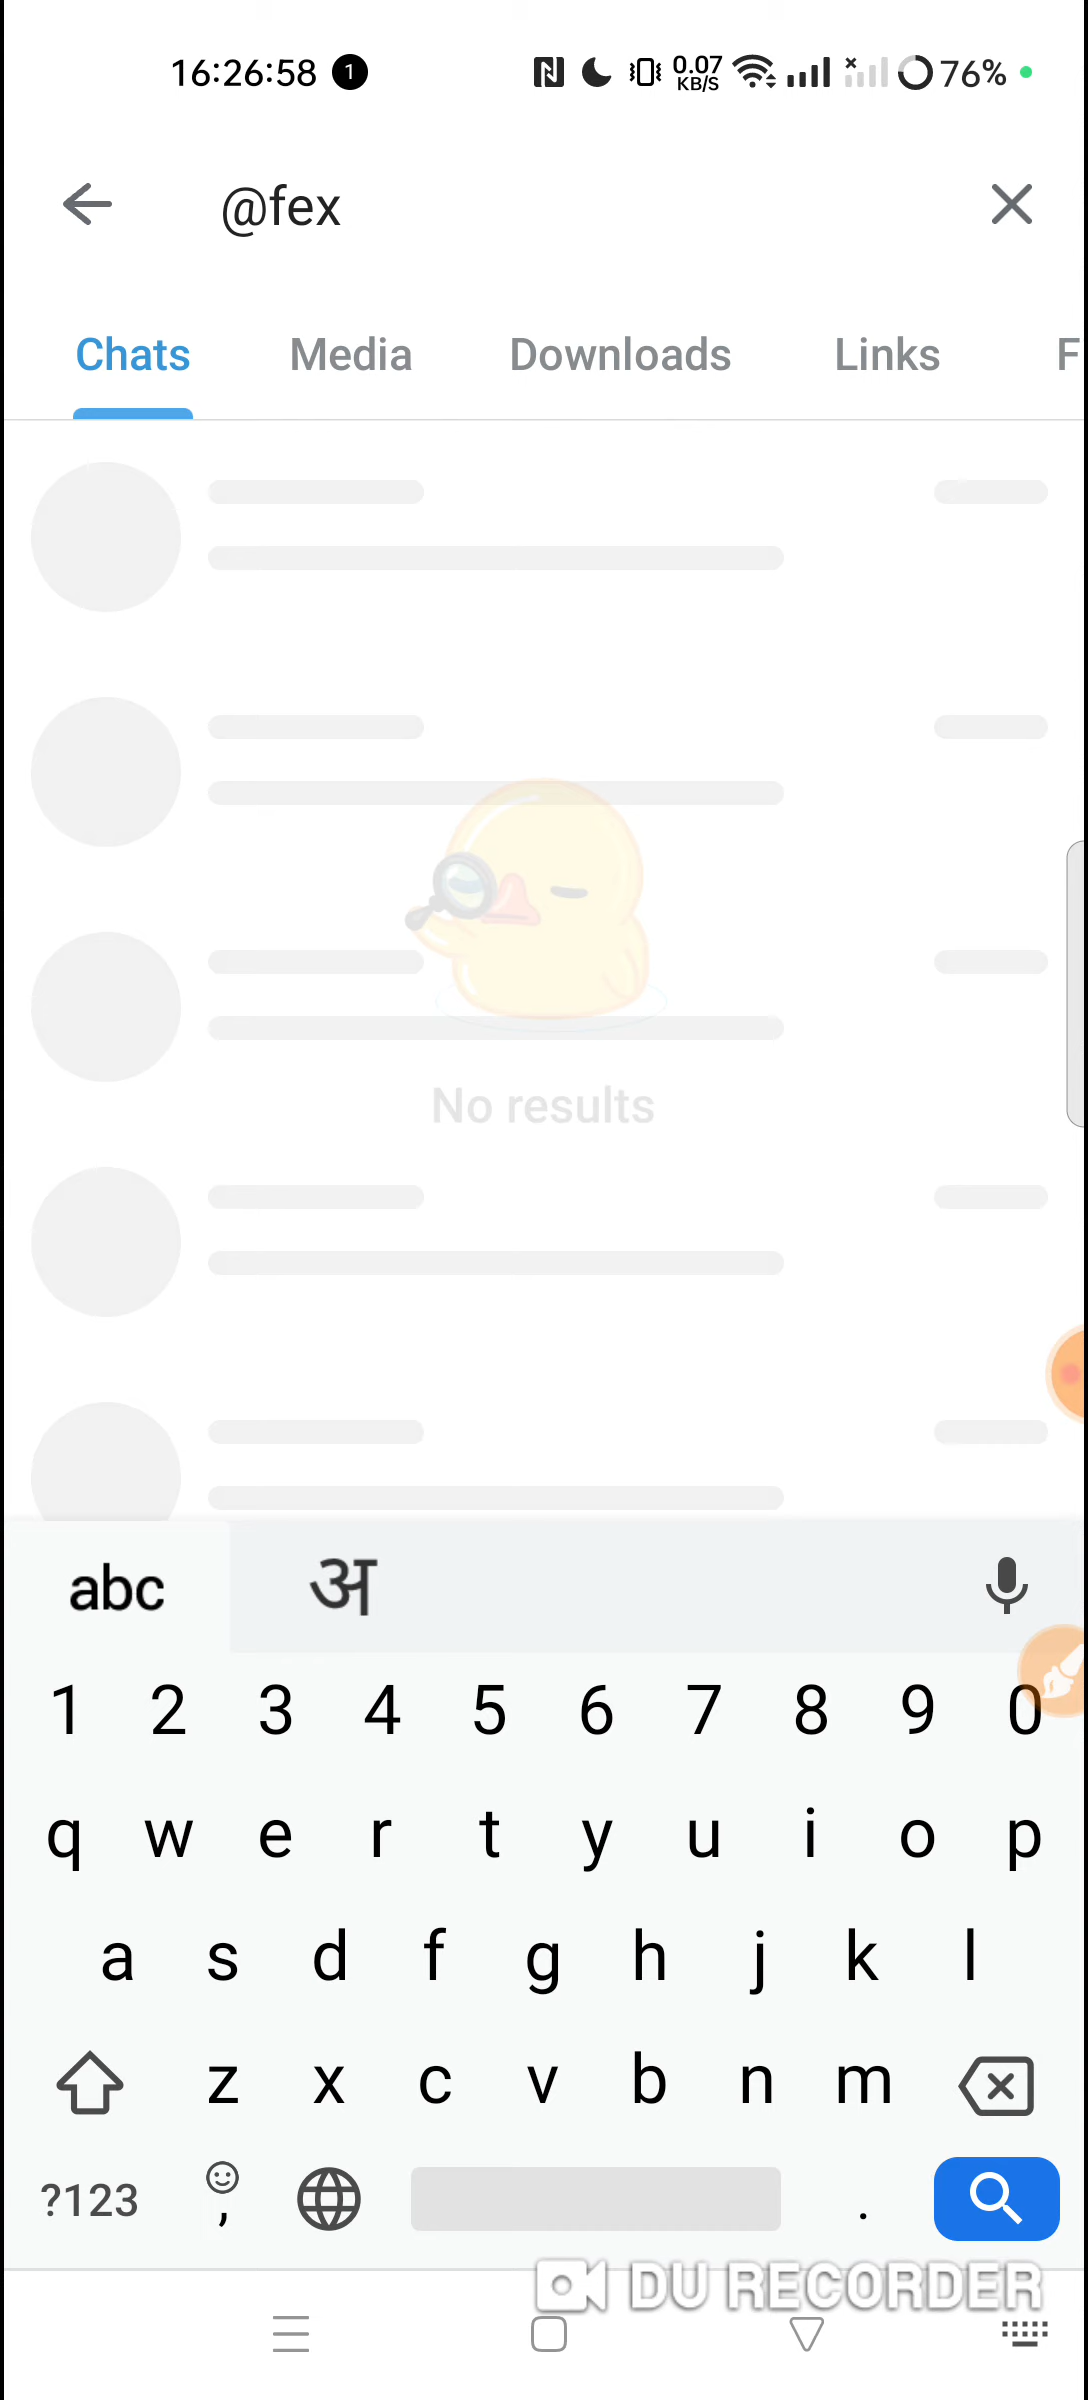 16:26:58 1 0.07 KB/S 76%
@fex
Chats Media Downloads Links F
No results
abc अ
1 2 3 4 5 6 7 8 9 0
q w e r t y u i o p
a s d f g h j k l
z x c v b n m
?123 , .
DU RECORDER